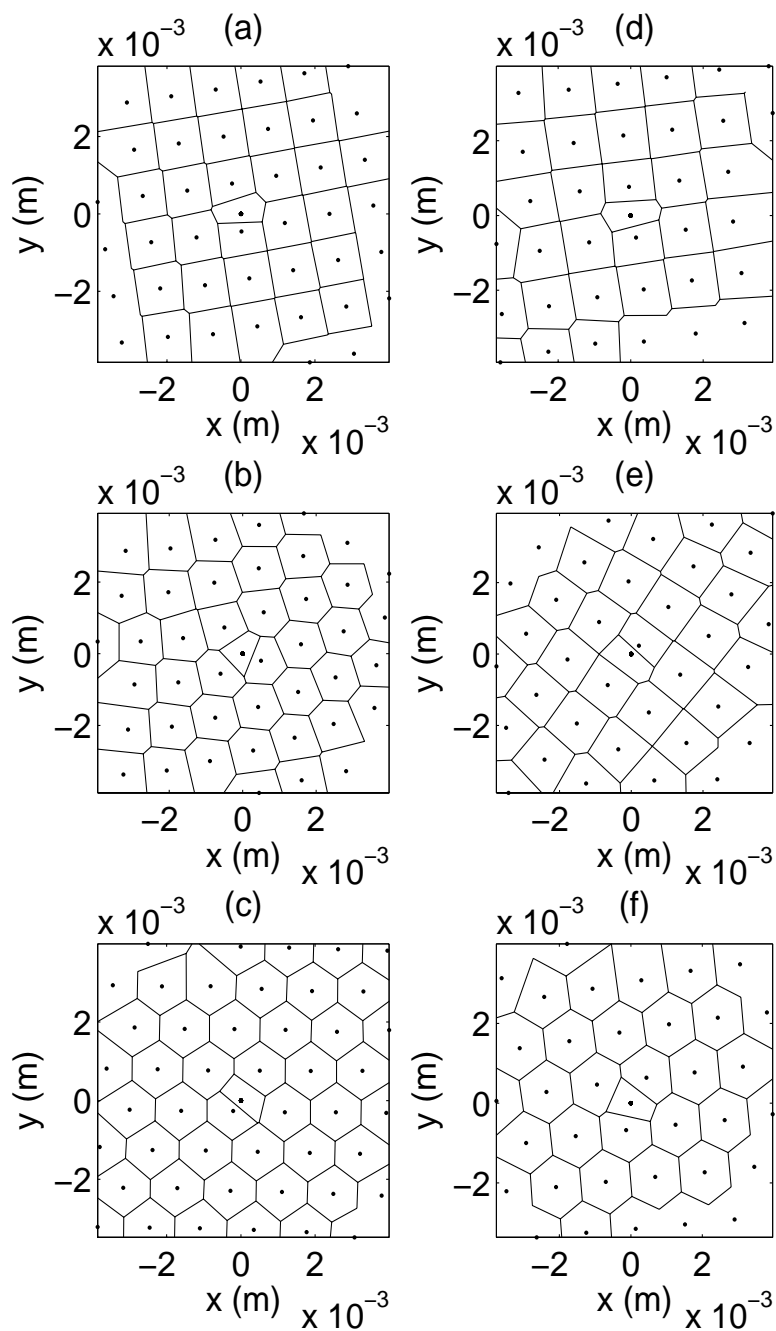 x 10⁻³ (a)
2
0
−2
y (m)
−2 0 2
x (m) x 10⁻³
x 10⁻³ (d)
2
0
−2
y (m)
−2 0 2
x (m) x 10⁻³
x 10⁻³ (b)
2
0
−2
y (m)
−2 0 2
x (m) x 10⁻³
x 10⁻³ (e)
2
0
−2
y (m)
−2 0 2
x (m) x 10⁻³
x 10⁻³ (c)
2
0
−2
y (m)
−2 0 2
x (m) x 10⁻³
x 10⁻³ (f)
2
0
−2
y (m)
−2 0 2
x (m) x 10⁻³